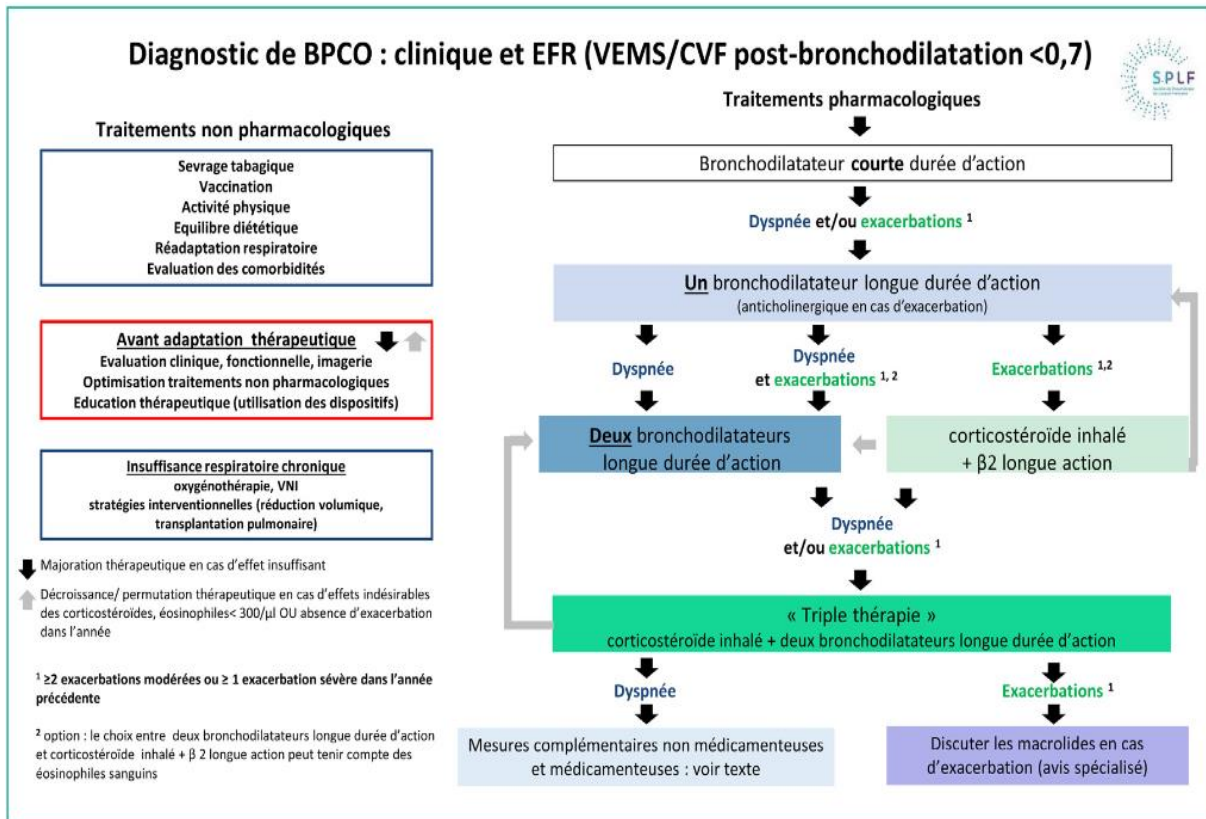 Diagnostic de BPCO : clinique et EFR (VEMS/CVF post-bronchodilatation <0,7)
S.P L F
Traitements non pharmacologiques
Sevrage tabagique
Vaccination
Activité physique
Equilibre diététique
Réadaptation respiratoire
Evaluation des comorbidités
Avant adaptation thérapeutique
Evaluation clinique, fonctionnelle, imagerie
Optimisation traitements non pharmacologiques
Education thérapeutique (utilisation des dispositifs)
Insuffisance respiratoire chronique
oxygénothérapie, VNI
stratégies interventionnelles (réduction volumique,
transplantation pulmonaire)
Majoration thérapeutique en cas d'effet insuffisant
Décroissance/ permutation thérapeutique en cas d'effets indésirables
des corticostéroïdes, éosinophiles< 300/µl OU absence d'exacerbation
dans l'année
¹ ≥2 exacerbations modérées ou ≥ 1 exacerbation sévère dans l'année
précédente
² option : le choix entre deux bronchodilatateurs longue durée d'action
et corticostéroïde inhalé + β 2 longue action peut tenir compte des
éosinophiles sanguins
Traitements pharmacologiques
Bronchodilatateur courte durée d'action
Dyspnée et/ou exacerbations ¹
Un bronchodilatateur longue durée d'action
(anticholinergique en cas d'exacerbation)
Dyspnée
Dyspnée
et exacerbations ¹, ²
Exacerbations ¹,²
Deux bronchodilatateurs
longue durée d'action
corticostéroïde inhalé
+ β2 longue action
Dyspnée
et/ou exacerbations ¹
« Triple thérapie »
corticostéroïde inhalé + deux bronchodilatateurs longue durée d'action
Dyspnée
Exacerbations ¹
Mesures complémentaires non médicamenteuses
et médicamenteuses : voir texte
Discuter les macrolides en cas
d'exacerbation (avis spécialisé)